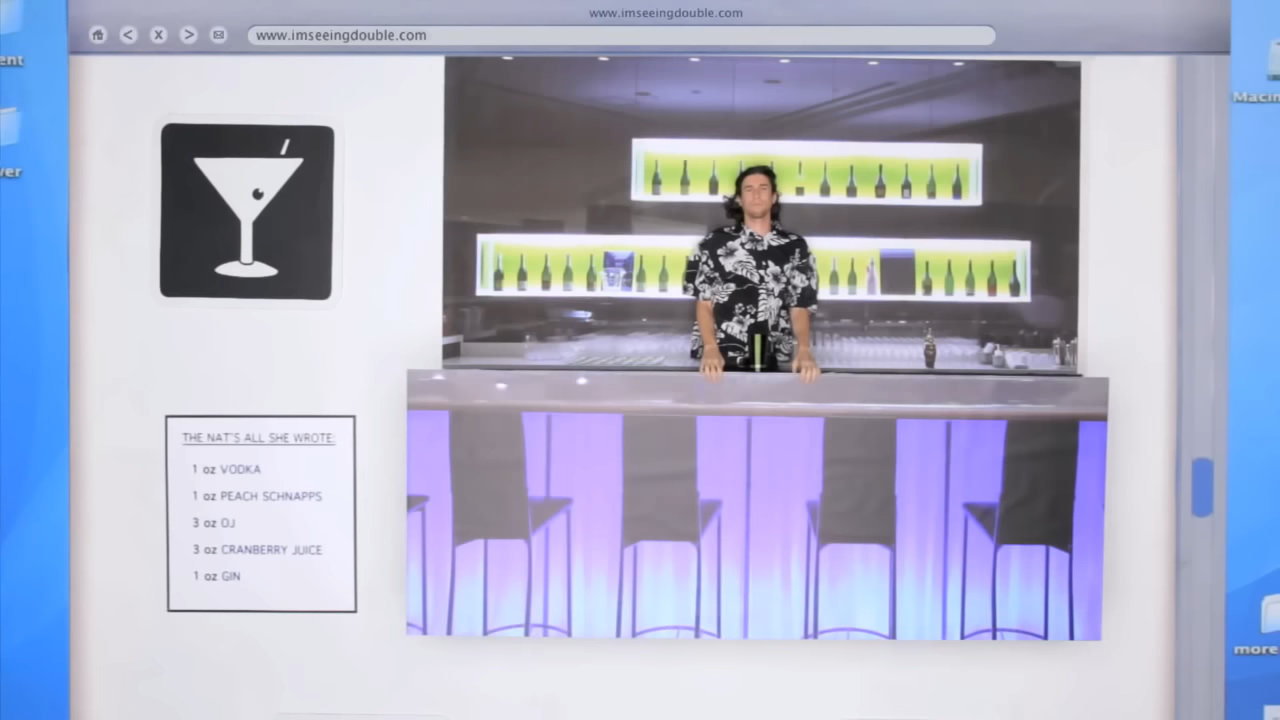 www.imseeingdouble.com
www.imseeingdouble.com
THE NAT'S ALL SHE WROTE:
1 oz VODKA
1 oz PEACH SCHNAPPS
3 oz OJ
3 oz CRANBERRY JUICE
1 oz GIN
more